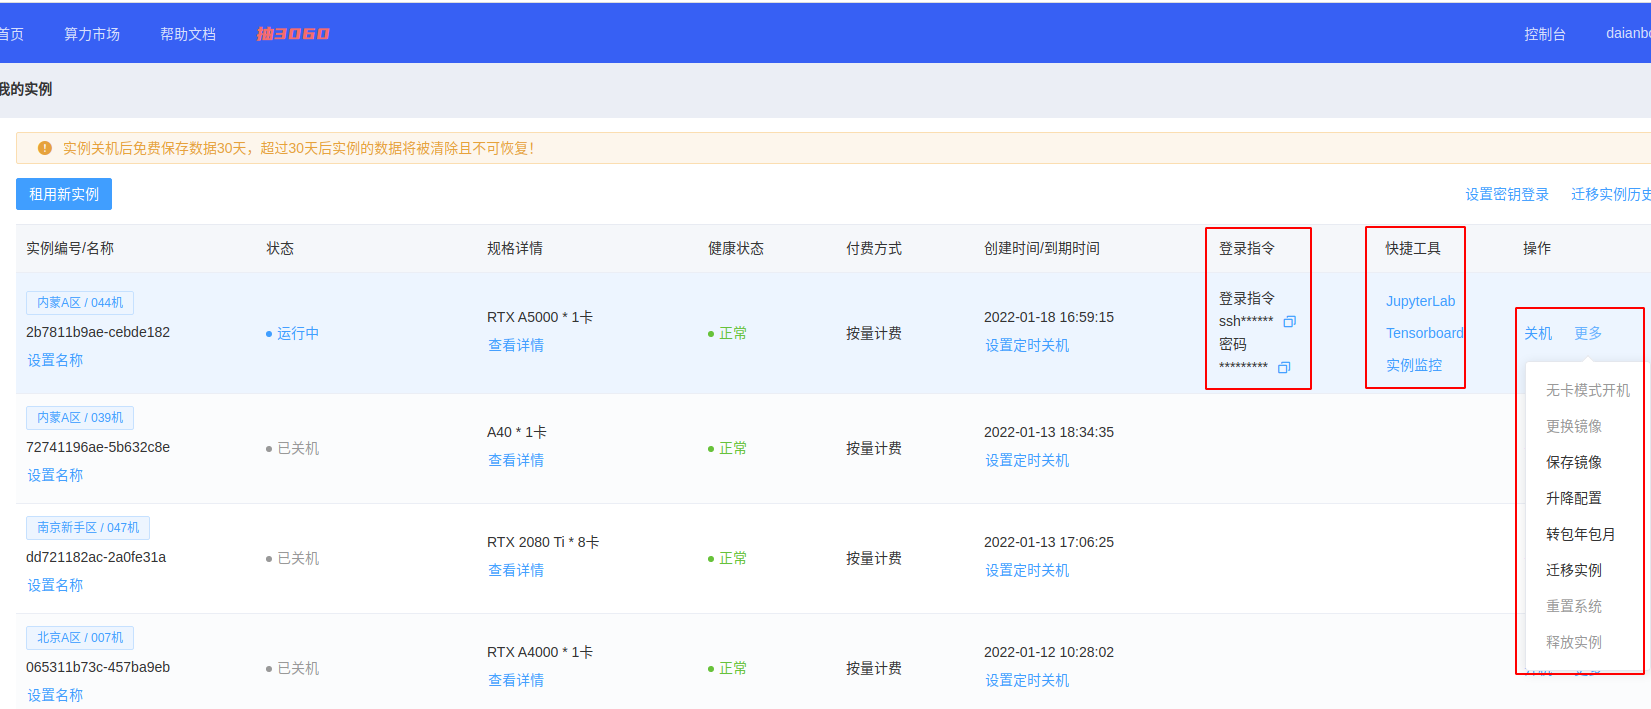 首页 算力市场 帮助文档 抽3060 控制台 daianbo
我的实例
实例关机后免费保存数据30天，超过30天后实例的数据将被清除且不可恢复！
租用新实例 设置密钥登录 迁移实例历史
实例编号/名称 状态 规格详情 健康状态 付费方式 创建时间/到期时间 登录指令 快捷工具 操作
内蒙A区 / 044机
2b7811b9ae-cebde182
设置名称
运行中
RTX A5000 * 1卡
查看详情
正常
按量计费
2022-01-18 16:59:15
设置定时关机
登录指令
ssh******
密码
*********
JupyterLab
Tensorboard
实例监控
关机 更多
无卡模式开机
更换镜像
保存镜像
升降配置
转包年包月
迁移实例
重置系统
释放实例
内蒙A区 / 039机
72741196ae-5b632c8e
设置名称
已关机
A40 * 1卡
查看详情
正常
按量计费
2022-01-13 18:34:35
设置定时关机
南京新手区 / 047机
dd721182ac-2a0fe31a
设置名称
已关机
RTX 2080 Ti * 8卡
查看详情
正常
按量计费
2022-01-13 17:06:25
设置定时关机
北京A区 / 007机
065311b73c-457ba9eb
设置名称
已关机
RTX A4000 * 1卡
查看详情
正常
按量计费
2022-01-12 10:28:02
设置定时关机